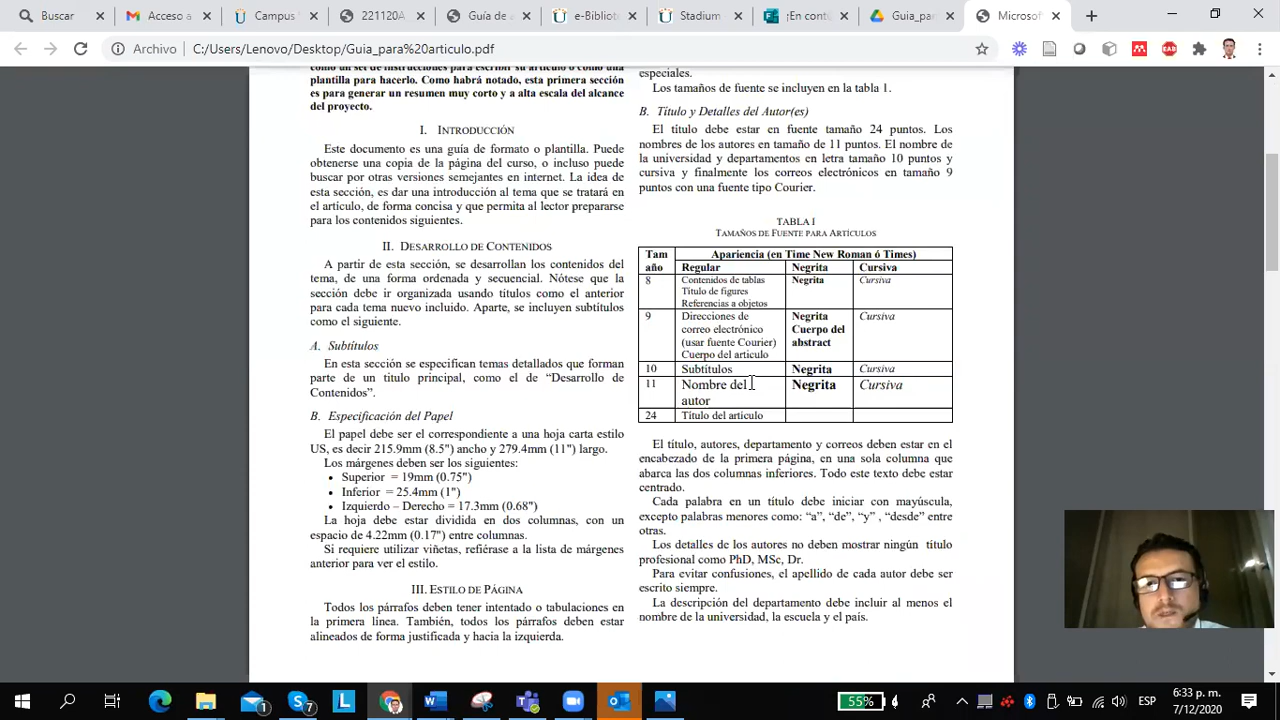 Buscar
Acceso a
Campus
221120A
Guía de
e-Bibliote
Stadium
¡En contr
Guia_par
Microsof
Archivo | C:/Users/Lenovo/Desktop/Guia_para%20articulo.pdf
como un set de instrucciones para escribir su artículo o como una
plantilla para hacerlo. Como habrá notado, esta primera sección
es para generar un resumen muy corto y a alta escala del alcance
del proyecto.
I. INTRODUCCIÓN
Este documento es una guía de formato o plantilla. Puede
obtenerse una copia de la página del curso, o incluso puede
buscar por otras versiones semejantes en internet. La idea de
esta sección, es dar una introducción al tema que se tratará en
el artículo, de forma concisa y que permita al lector prepararse
para los contenidos siguientes.
II. DESARROLLO DE CONTENIDOS
A partir de esta sección, se desarrollan los contenidos del
tema, de una forma ordenada y secuencial. Nótese que la
sección debe ir organizada usando títulos como el anterior
para cada tema nuevo incluido. Aparte, se incluyen subtítulos
como el siguiente.
A. Subtítulos
En esta sección se especifican temas detallados que forman
parte de un titulo principal, como el de “Desarrollo de
Contenidos”.
B. Especificación del Papel
El papel debe ser el correspondiente a una hoja carta estilo
US, es decir 215.9mm (8.5") ancho y 279.4mm (11") largo.
Los márgenes deben ser los siguientes:
• Superior = 19mm (0.75")
• Inferior = 25.4mm (1")
• Izquierdo – Derecho = 17.3mm (0.68")
La hoja debe estar dividida en dos columnas, con un
espacio de 4.22mm (0.17") entre columnas.
Si requiere utilizar viñetas, refiérase a la lista de márgenes
anterior para ver el estilo.
III. ESTILO DE PÁGINA
Todos los párrafos deben tener intentado o tabulaciones en
la primera línea. También, todos los párrafos deben estar
alineados de forma justificada y hacia la izquierda.
especiales.
Los tamaños de fuente se incluyen en la tabla 1.
B. Título y Detalles del Autor(es)
El título debe estar en fuente tamaño 24 puntos. Los
nombres de los autores en tamaño de 11 puntos. El nombre de
la universidad y departamentos en letra tamaño 10 puntos y
cursiva y finalmente los correos electrónicos en tamaño 9
puntos con una fuente tipo Courier.
TABLA I
TAMAÑOS DE FUENTE PARA ARTÍCULOS
Tam Apariencia (en Time New Roman ó Times)
año Regular Negrita Cursiva
8 Contenidos de tablas Negrita Cursiva
Título de figures
Referencias a objetos
9 Direcciones de Negrita Cursiva
correo electrónico Cuerpo del
(usar fuente Courier) abstract
Cuerpo del articulo
10 Subtítulos Negrita Cursiva
11 Nombre del Negrita Cursiva
autor
24 Título del articulo
El título, autores, departamento y correos deben estar en el
encabezado de la primera página, en una sola columna que
abarca las dos columnas inferiores. Todo este texto debe estar
centrado.
Cada palabra en un título debe iniciar con mayúscula,
excepto palabras menores como: “a”, “de”, “y” , “desde” entre
otras.
Los detalles de los autores no deben mostrar ningún título
profesional como PhD, MSc, Dr.
Para evitar confusiones, el apellido de cada autor debe ser
escrito siempre.
La descripción del departamento debe incluir al menos el
nombre de la universidad, la escuela y el país.
55%
ESP
6:33 p. m.
7/12/2020